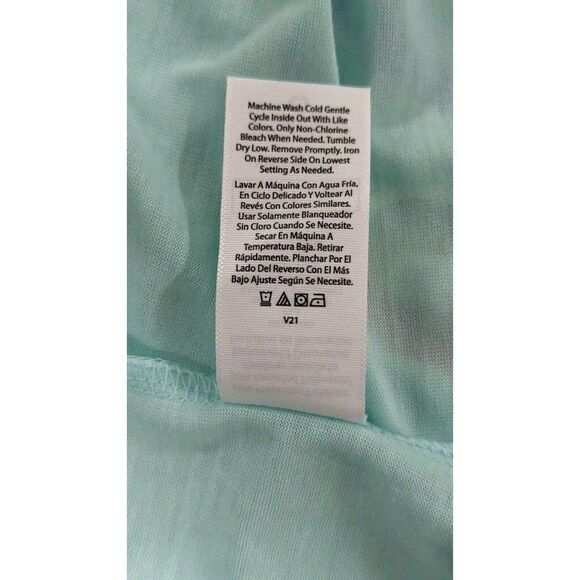 Machine Wash Cold Gentle
Cycle Inside Out With Like
Colors. Only Non-Chlorine
Bleach When Needed. Tumble
Dry Low. Remove Promptly. Iron
On Reverse Side On Lowest
Setting As Needed.
Lavar A Máquina Con Agua Fría,
En Ciclo Delicado Y Voltear Al
Revés Con Colores Similares.
Usar Solamente Blanqueador
Sin Cloro Cuando Se Necesite.
Secar En Máquina A
Temperatura Baja. Retirar
Rápidamente. Planchar Por El
Lado Del Reverso Con El Más
Bajo Ajuste Según Se Necesite.
V21